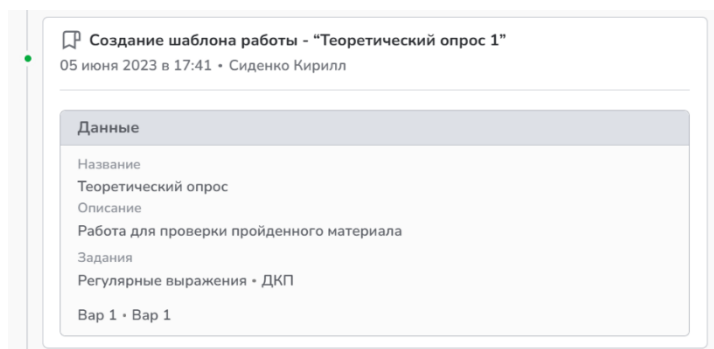 Создание шаблона работы - “Теоретический опрос 1”
05 июня 2023 в 17:41 • Сиденко Кирилл
Данные
Название
Теоретический опрос
Описание
Работа для проверки пройденного материала
Задания
Регулярные выражения • ДКП
Вар 1 • Вар 1